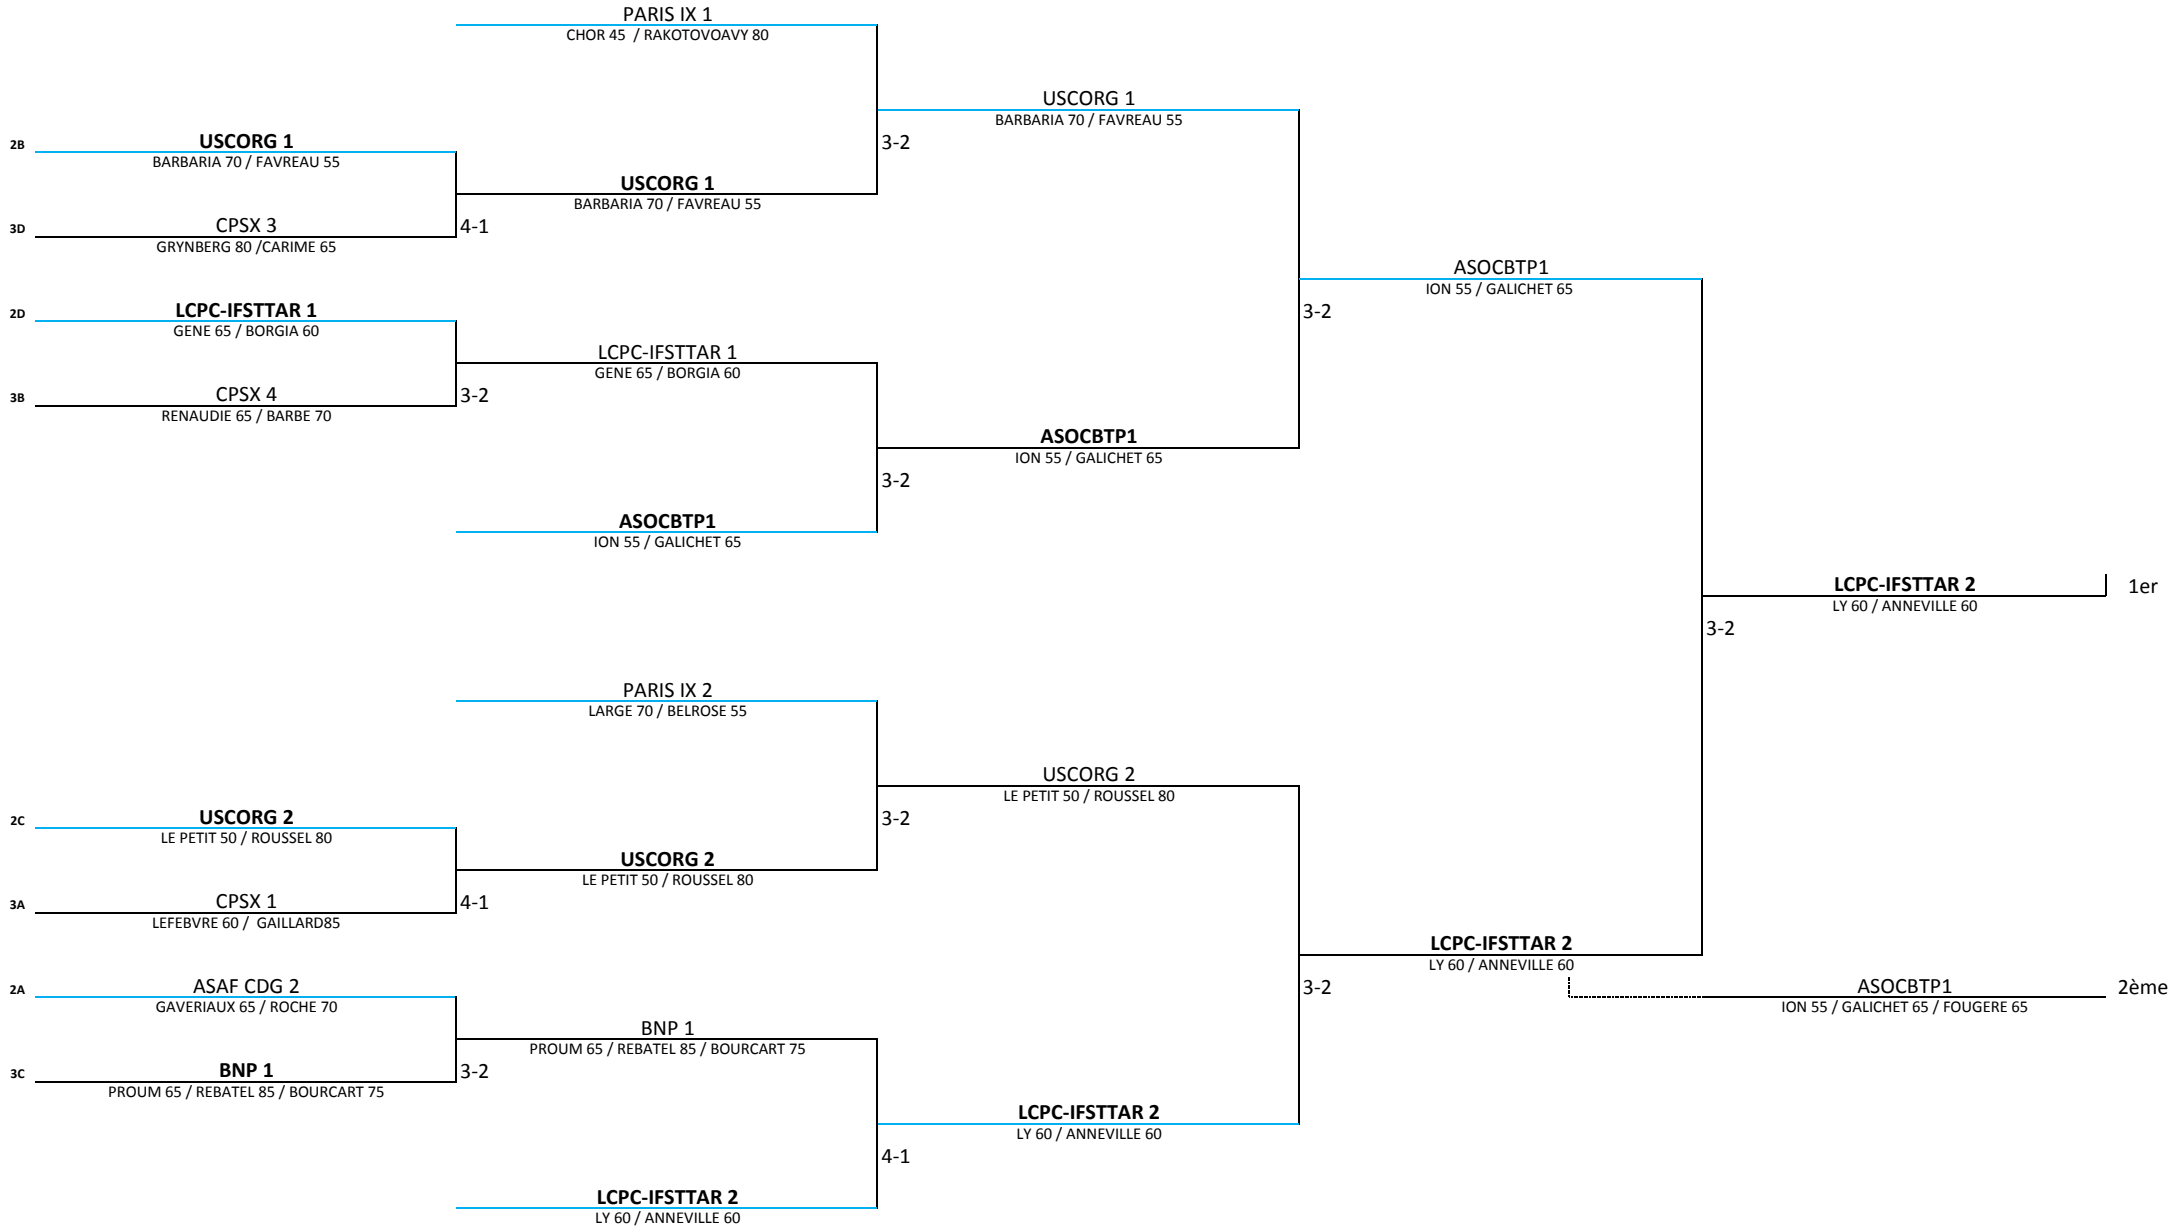 PARIS IX 1
CHOR 45 / RAKOTOVOAVY 80
USCORG 1
BARBARIA 70 / FAVREAU 55
3-2
2B
USCORG 1
BARBARIA 70 / FAVREAU 55
USCORG 1
BARBARIA 70 / FAVREAU 55
3D
CPSX 3
GRYNBERG 80 /CARIME 65
4-1
ASOCBTP1
ION 55 / GALICHET 65
3-2
2D
LCPC-IFSTTAR 1
GENE 65 / BORGIA 60
LCPC-IFSTTAR 1
GENE 65 / BORGIA 60
3B
CPSX 4
RENAUDIE 65 / BARBE 70
3-2
ASOCBTP1
ION 55 / GALICHET 65
3-2
ASOCBTP1
ION 55 / GALICHET 65
LCPC-IFSTTAR 2
LY 60 / ANNEVILLE 60
1er
3-2
PARIS IX 2
LARGE 70 / BELROSE 55
USCORG 2
LE PETIT 50 / ROUSSEL 80
3-2
2C
USCORG 2
LE PETIT 50 / ROUSSEL 80
USCORG 2
LE PETIT 50 / ROUSSEL 80
3A
CPSX 1
LEFEBVRE 60 / GAILLARD85
4-1
LCPC-IFSTTAR 2
LY 60 / ANNEVILLE 60
3-2
2A
ASAF CDG 2
GAVERIAUX 65 / ROCHE 70
ASOCBTP1
ION 55 / GALICHET 65 / FOUGERE 65
2ème
BNP 1
PROUM 65 / REBATEL 85 / BOURCART 75
3C
BNP 1
PROUM 65 / REBATEL 85 / BOURCART 75
3-2
LCPC-IFSTTAR 2
LY 60 / ANNEVILLE 60
4-1
LCPC-IFSTTAR 2
LY 60 / ANNEVILLE 60